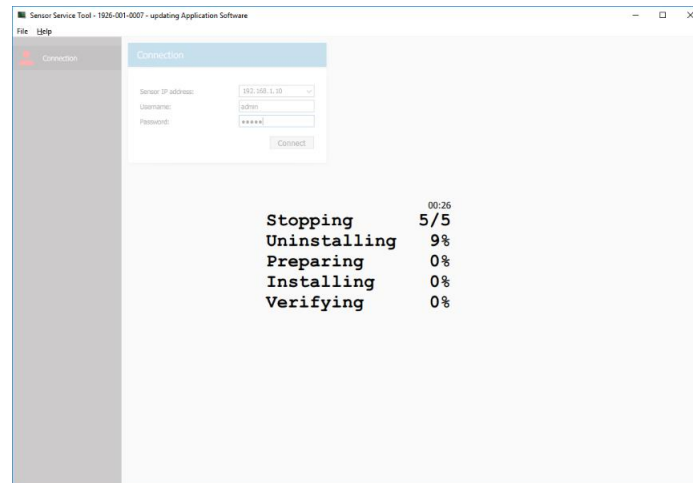 Sensor Service Tool - 1926-001-0007 - updating Application Software
File Help
Connection
Connection
Sensor IP address: 192.168.1.10
Username: admin
Password: *****
Connect
00:26
Stopping 5/5
Uninstalling 9%
Preparing 0%
Installing 0%
Verifying 0%